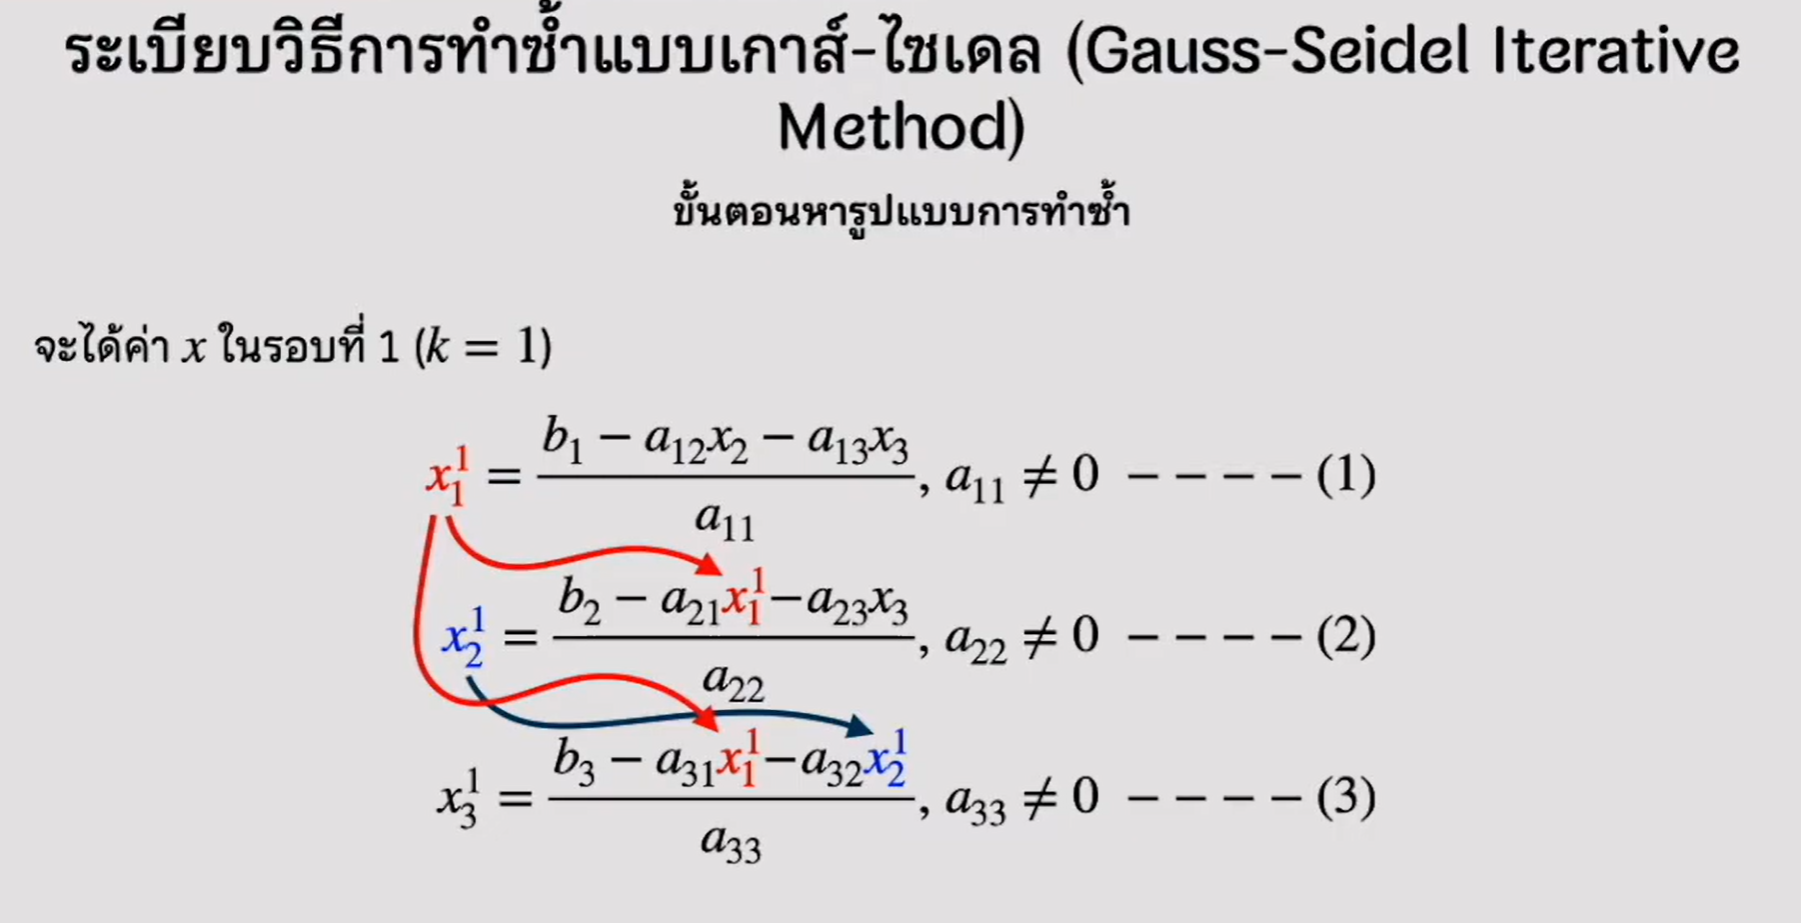 ระเบียบวิธีการทำซ้ำแบบเกาส์-ไซเดล (Gauss-Seidel Iterative
Method)
ขั้นตอนหารูปแบบการทำซ้ำ
จะได้ค่า x ในรอบที่ 1 (k = 1)
x₁¹ = (b₁ − a₁₂x₂ − a₁₃x₃) / a₁₁ , a₁₁ ≠ 0 − − − − (1)
x₂¹ = (b₂ − a₂₁x₁¹ − a₂₃x₃) / a₂₂ , a₂₂ ≠ 0 − − − − (2)
x₃¹ = (b₃ − a₃₁x₁¹ − a₃₂x₂¹) / a₃₃ , a₃₃ ≠ 0 − − − − (3)